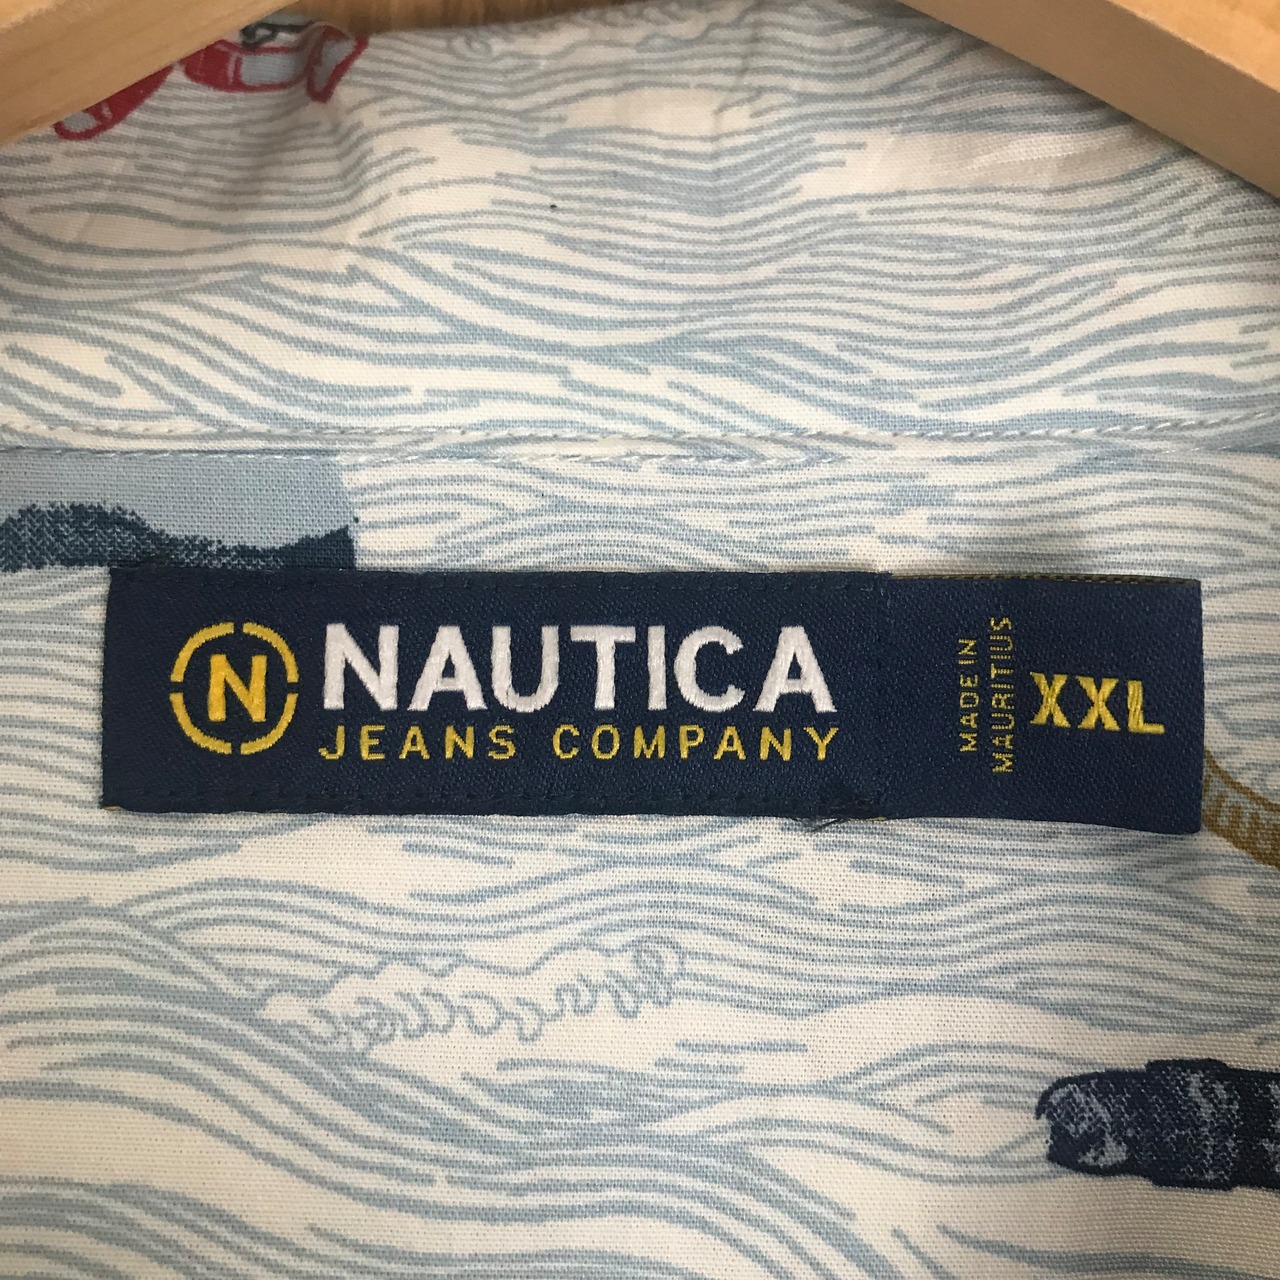 N
NAUTICA
JEANS COMPANY
MADE IN
MAURITIUS
XXL